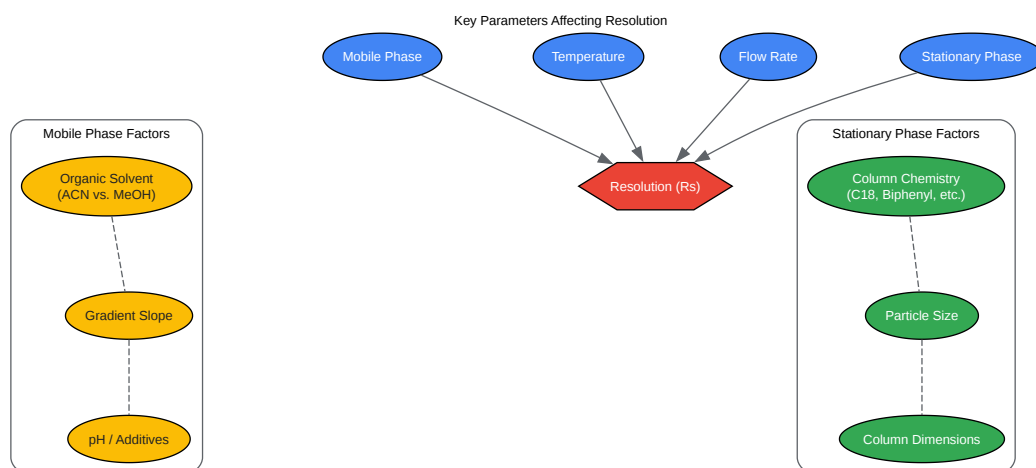 Key Parameters Affecting Resolution
Mobile Phase
Temperature
Flow Rate
Stationary Phase
Resolution (Rs)
Mobile Phase Factors
Organic Solvent
(ACN vs. MeOH)
Gradient Slope
pH / Additives
Stationary Phase Factors
Column Chemistry
(C18, Biphenyl, etc.)
Particle Size
Column Dimensions